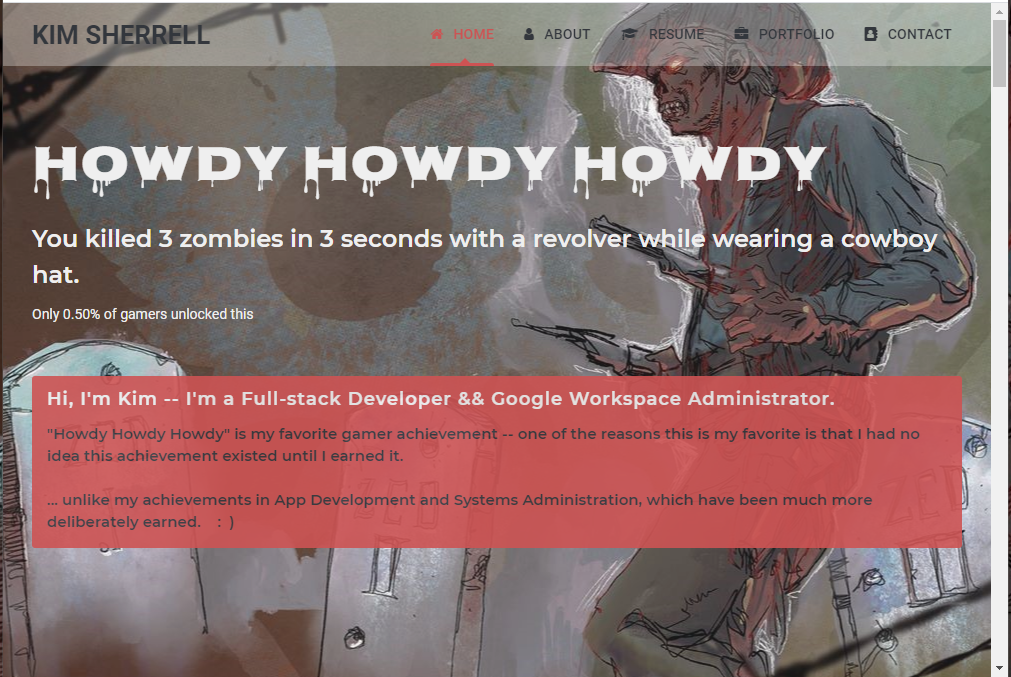 KIM SHERRELL
HOME ABOUT RESUME PORTFOLIO CONTACT
HOWDY HOWDY HOWDY
You killed 3 zombies in 3 seconds with a revolver while wearing a cowboy
hat.
Only 0.50% of gamers unlocked this
Hi, I'm Kim -- I'm a Full-stack Developer && Google Workspace Administrator.
"Howdy Howdy Howdy" is my favorite gamer achievement -- one of the reasons this is my favorite is that I had no
idea this achievement existed until I earned it.
... unlike my achievements in App Development and Systems Administration, which have been much more
deliberately earned. : )
ZED
ZED